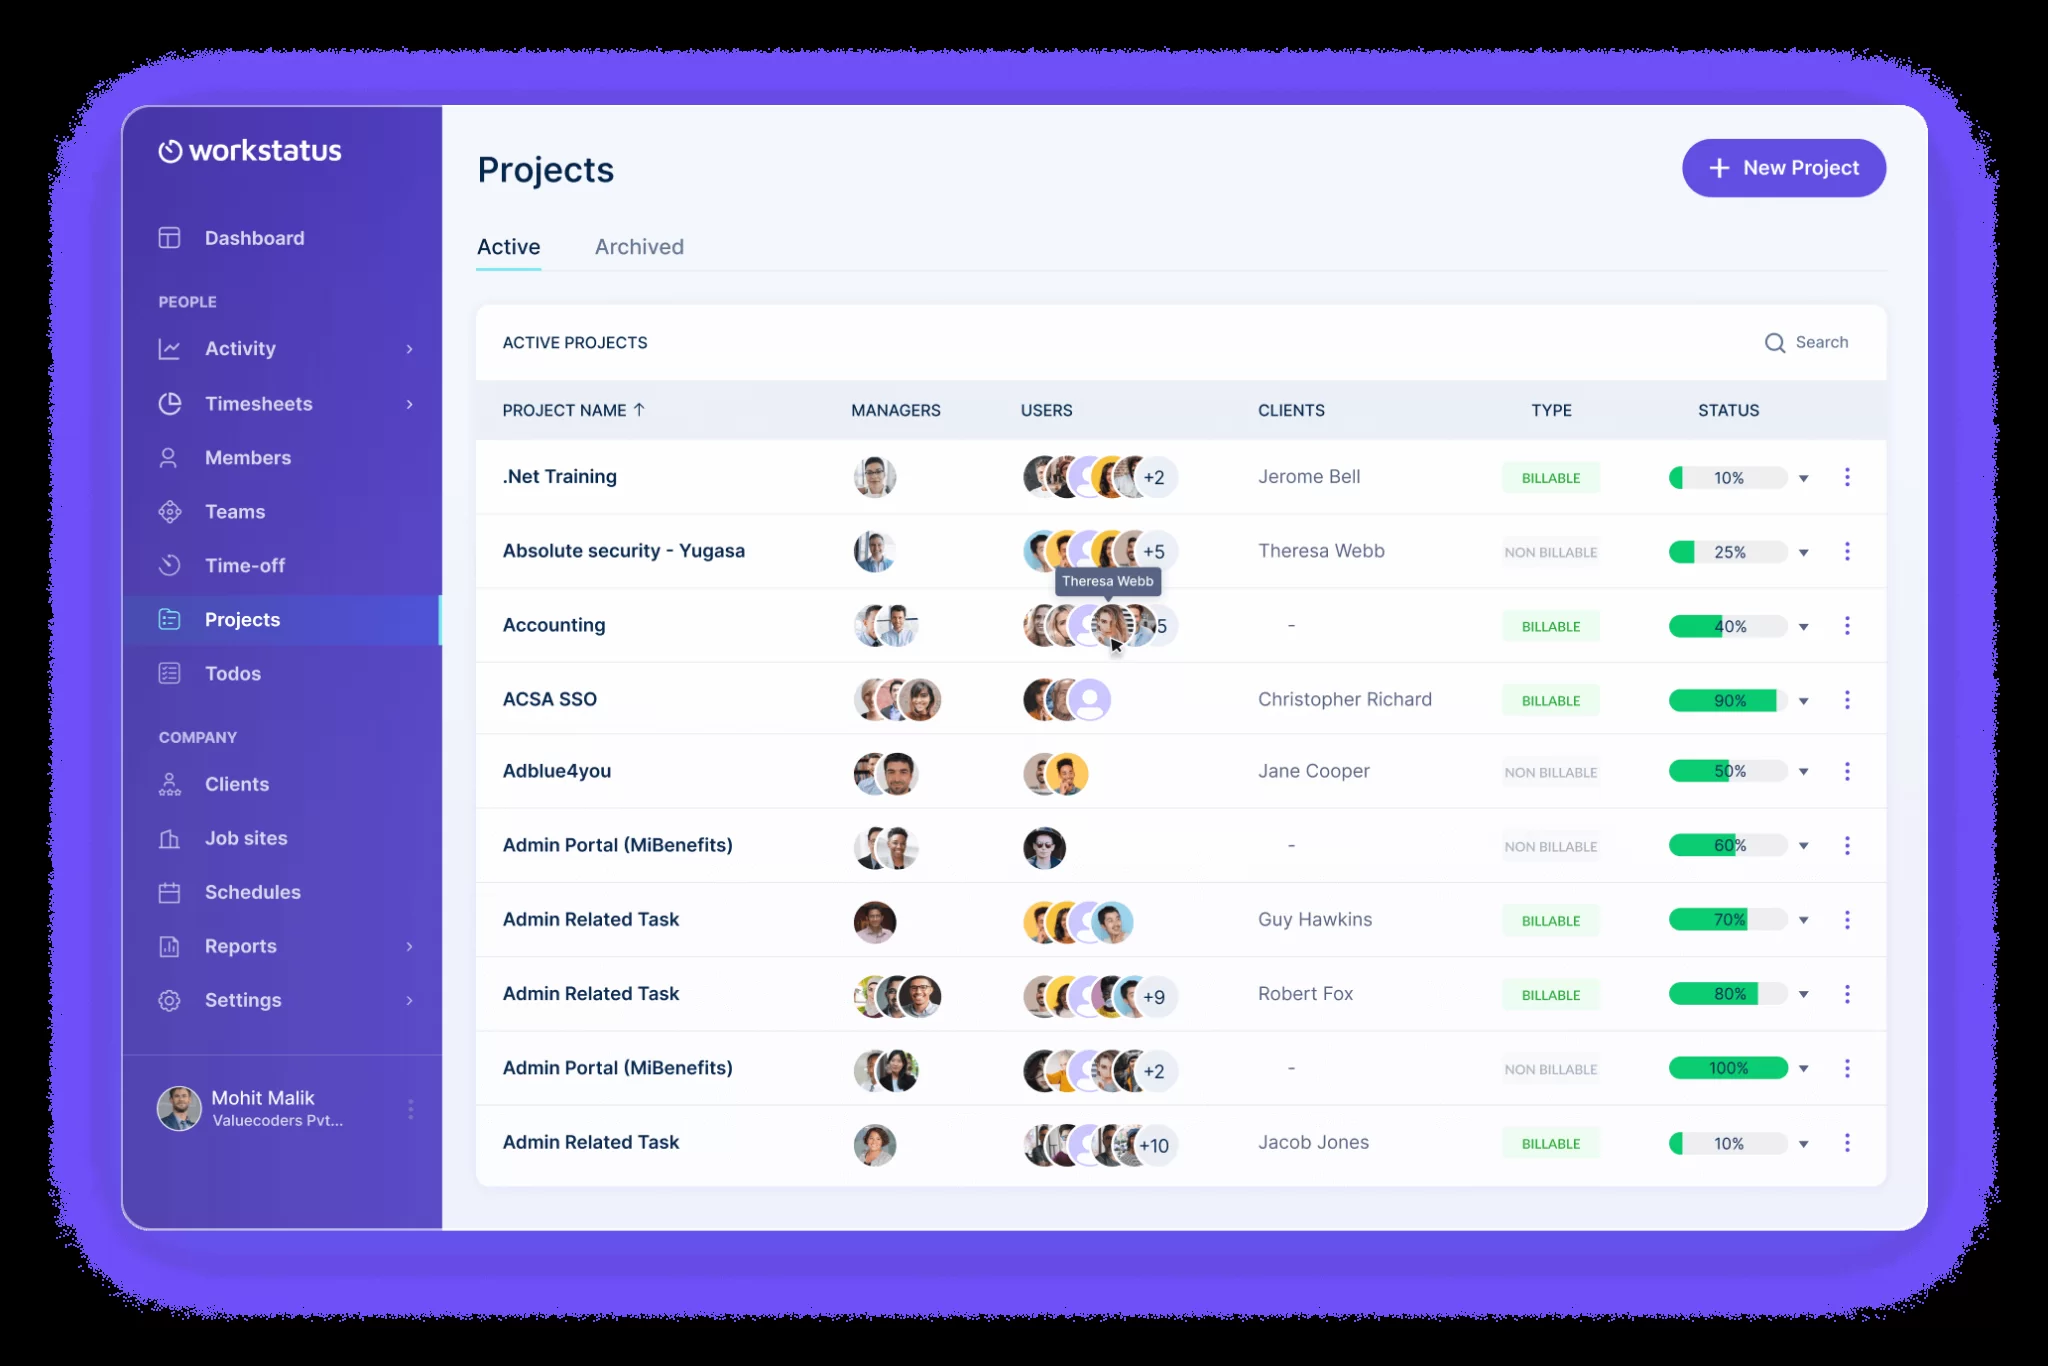 workstatus
Dashboard
PEOPLE
Activity
Timesheets
Members
Teams
Time-off
Projects
Todos
COMPANY
Clients
Job sites
Schedules
Reports
Settings
Mohit Malik
Valuecoders Pvt...
Projects
+ New Project
Active Archived
ACTIVE PROJECTS Search
PROJECT NAME ↑ MANAGERS USERS CLIENTS TYPE STATUS
.Net Training +2 Jerome Bell BILLABLE 10%
Absolute security - Yugasa +5 Theresa Webb NON BILLABLE 25%
Theresa Webb
Accounting 5 - BILLABLE 40%
ACSA SSO Christopher Richard BILLABLE 90%
Adblue4you Jane Cooper NON BILLABLE 50%
Admin Portal (MiBenefits) - NON BILLABLE 60%
Admin Related Task Guy Hawkins BILLABLE 70%
Admin Related Task +9 Robert Fox BILLABLE 80%
Admin Portal (MiBenefits) +2 - NON BILLABLE 100%
Admin Related Task +10 Jacob Jones BILLABLE 10%